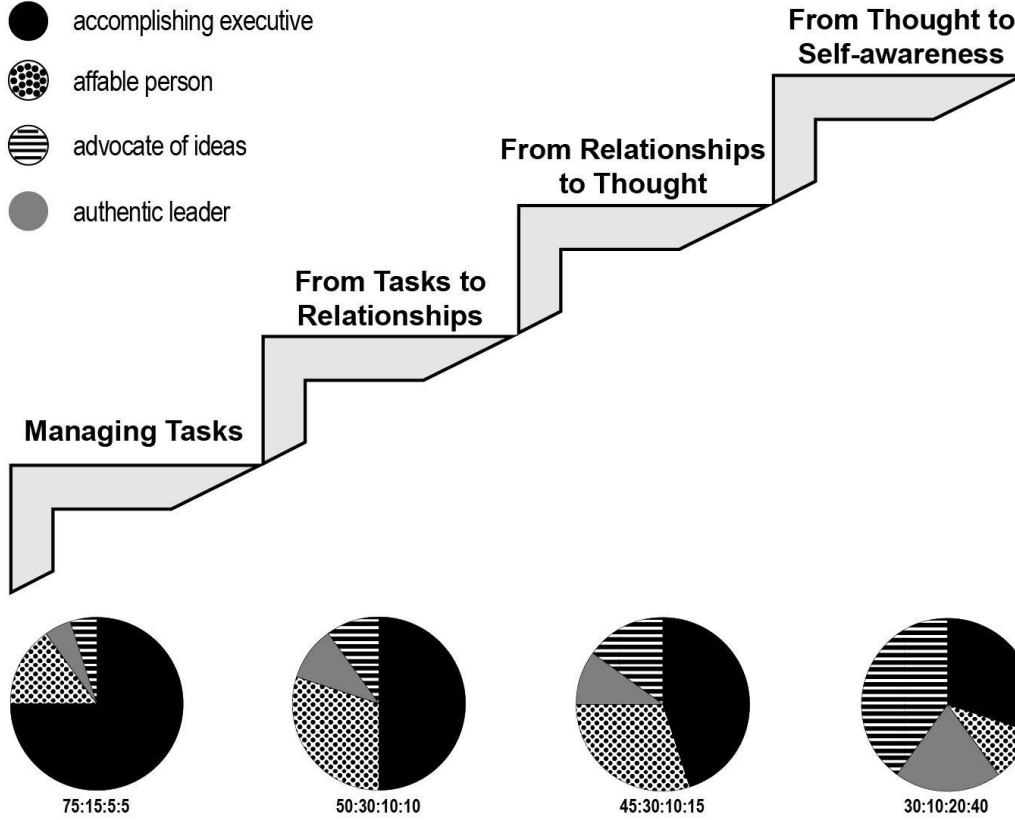 accomplishing executive
affable person
advocate of ideas
authentic leader
From Thought to
Self-awareness
From Relationships
to Thought
From Tasks to
Relationships
Managing Tasks
75:15:5:5
50:30:10:10
45:30:10:15
30:10:20:40